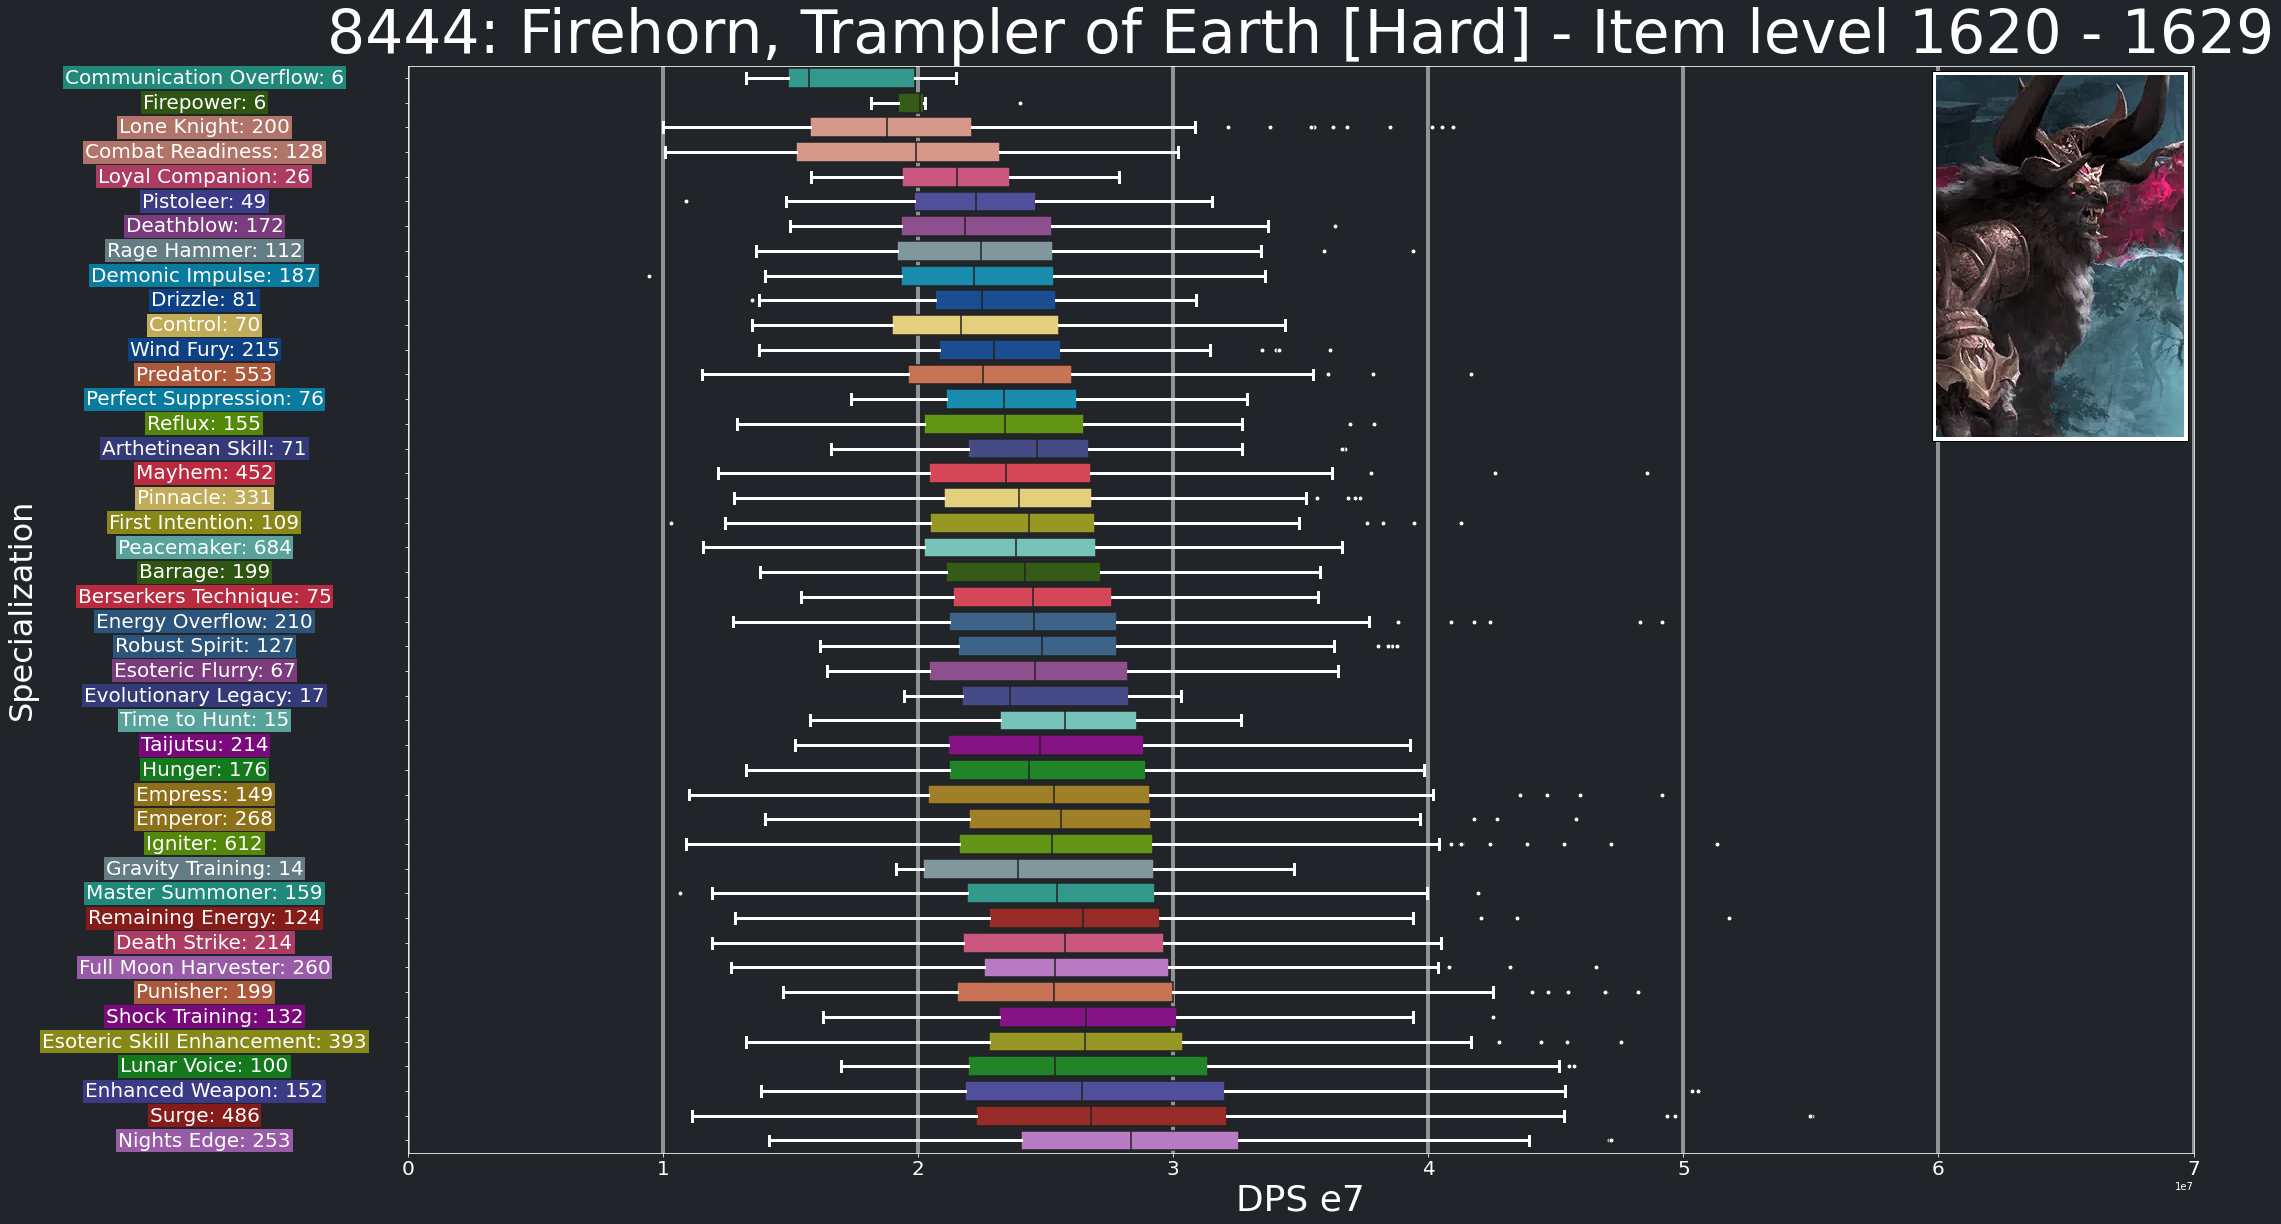 8444: Firehorn, Trampler of Earth [Hard] - Item level 1620 - 1629
Specialization
Communication Overflow: 6
Firepower: 6
Lone Knight: 200
Combat Readiness: 128
Loyal Companion: 26
Pistoleer: 49
Deathblow: 172
Rage Hammer: 112
Demonic Impulse: 187
Drizzle: 81
Control: 70
Wind Fury: 215
Predator: 553
Perfect Suppression: 76
Reflux: 155
Arthetinean Skill: 71
Mayhem: 452
Pinnacle: 331
First Intention: 109
Peacemaker: 684
Barrage: 199
Berserkers Technique: 75
Energy Overflow: 210
Robust Spirit: 127
Esoteric Flurry: 67
Evolutionary Legacy: 17
Time to Hunt: 15
Taijutsu: 214
Hunger: 176
Empress: 149
Emperor: 268
Igniter: 612
Gravity Training: 14
Master Summoner: 159
Remaining Energy: 124
Death Strike: 214
Full Moon Harvester: 260
Punisher: 199
Shock Training: 132
Esoteric Skill Enhancement: 393
Lunar Voice: 100
Enhanced Weapon: 152
Surge: 486
Nights Edge: 253
0 1 2 3 4 5 6 7
1e7
DPS e7